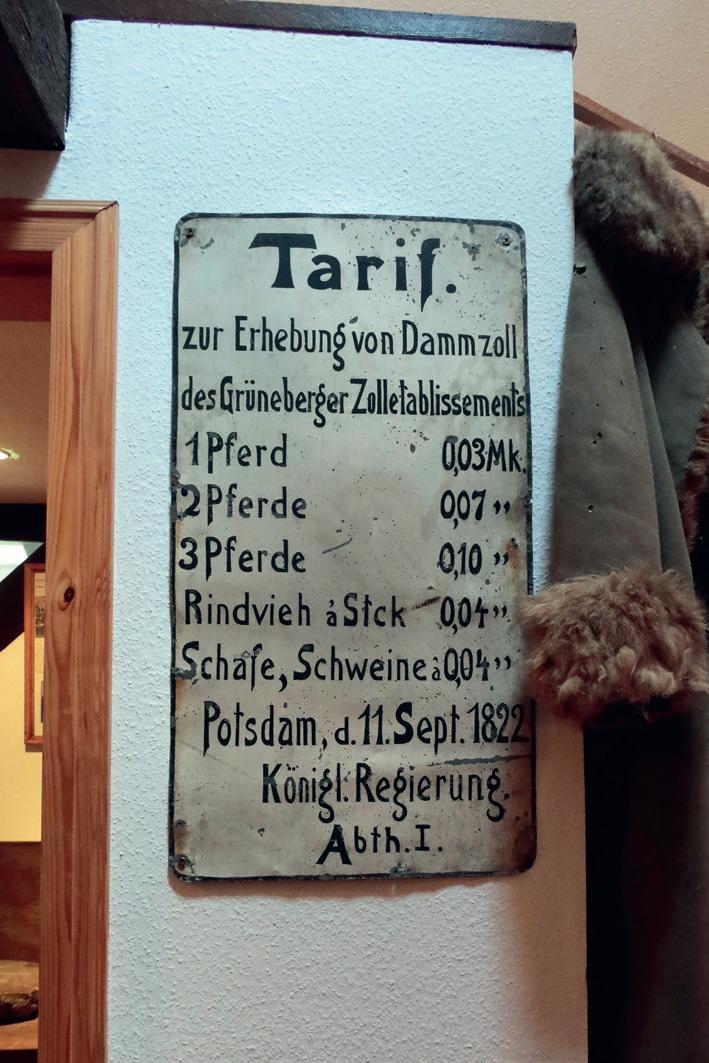 Tarif.
zur Erhebung von Dammzoll
des Grüneberger Zolletablissements
1 Pferd 0,03 Mk.
2 Pferde 0,07 „
3 Pferde 0,10 „
Rindvieh á Stck 0,04 „
Schafe, Schweine à 0,04 „
Potsdam, d. 11. Sept. 1822
Königl. Regierung.
Abth. I.